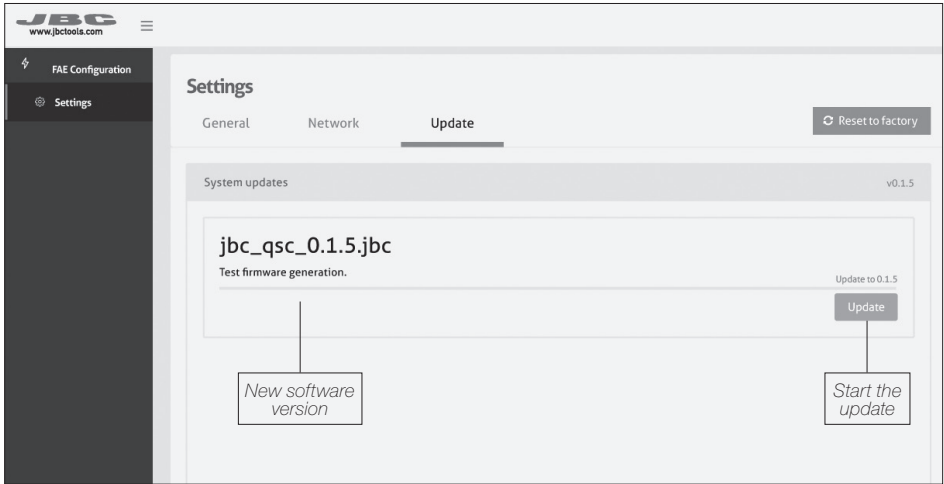 JBC
www.jbctools.com
FAE Configuration
Settings
Settings
General Network Update
Reset to factory
System updates v0.1.5
jbc_qsc_0.1.5.jbc
Test firmware generation.
Update to 0.1.5
Update
New software
version
Start the
update